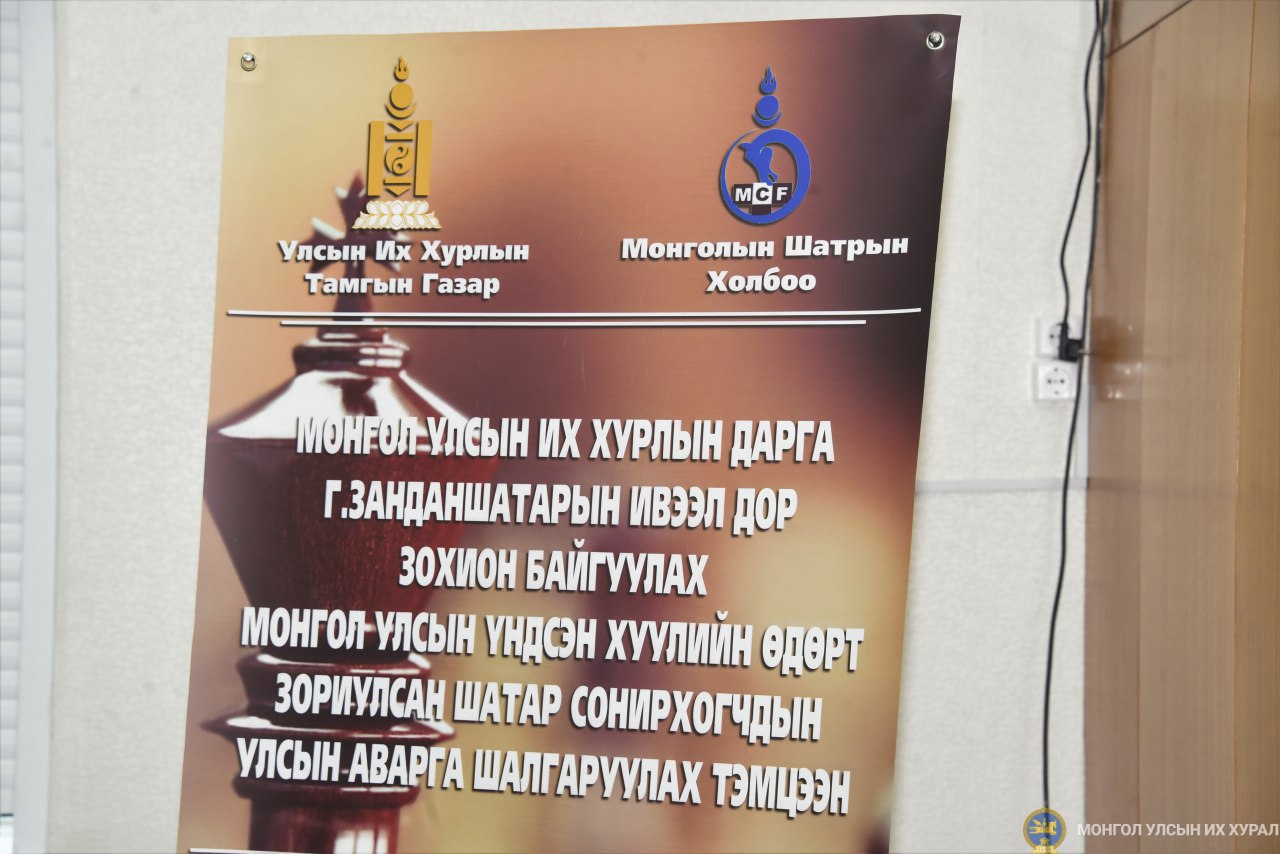 Улсын Их Хурлын
Тамгын Газар
MCF
Монголын Шатрын
Холбоо
МОНГОЛ УЛСЫН ИХ ХУРЛЫН ДАРГА
Г.ЗАНДАНШАТАРЫН ИВЭЭЛ ДОР
ЗОХИОН БАЙГУУЛАХ
МОНГОЛ УЛСЫН ҮНДСЭН ХУУЛИЙН ӨДӨРТ
ЗОРИУЛСАН ШАТАР СОНИРХОГЧДЫН
УЛСЫН АВАРГА ШАЛГАРУУЛАХ ТЭМЦЭЭН
МОНГОЛ УЛСЫН ИХ ХУРАЛ